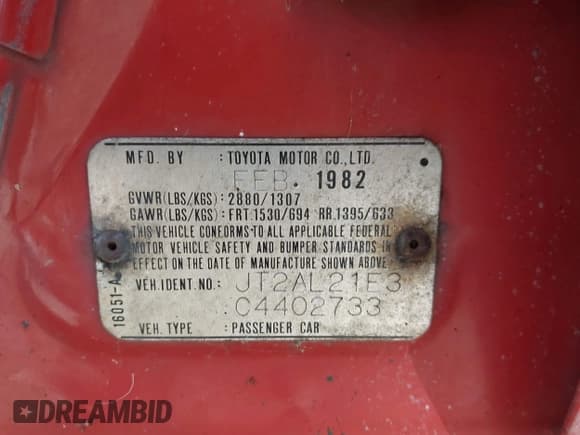 MFD. BY : TOYOTA MOTOR CO.,LTD.
FEB. 1982
GVWR(LBS/KGS): 2880/1307
GAWR(LBS/KGS): FRT.1530/694 RR.1395/633
THIS VEHICLE CONFORMS TO ALL APPLICABLE FEDERAL
MOTOR VEHICLE SAFETY AND BUMPER STANDARDS IN
EFFECT ON THE DATE OF MANUFACTURE SHOWN ABOVE
VEH.IDENT.NO.: JT2AL21E3
C4402733
VEH. TYPE : PASSENGER CAR
16051-A
DREAMBID